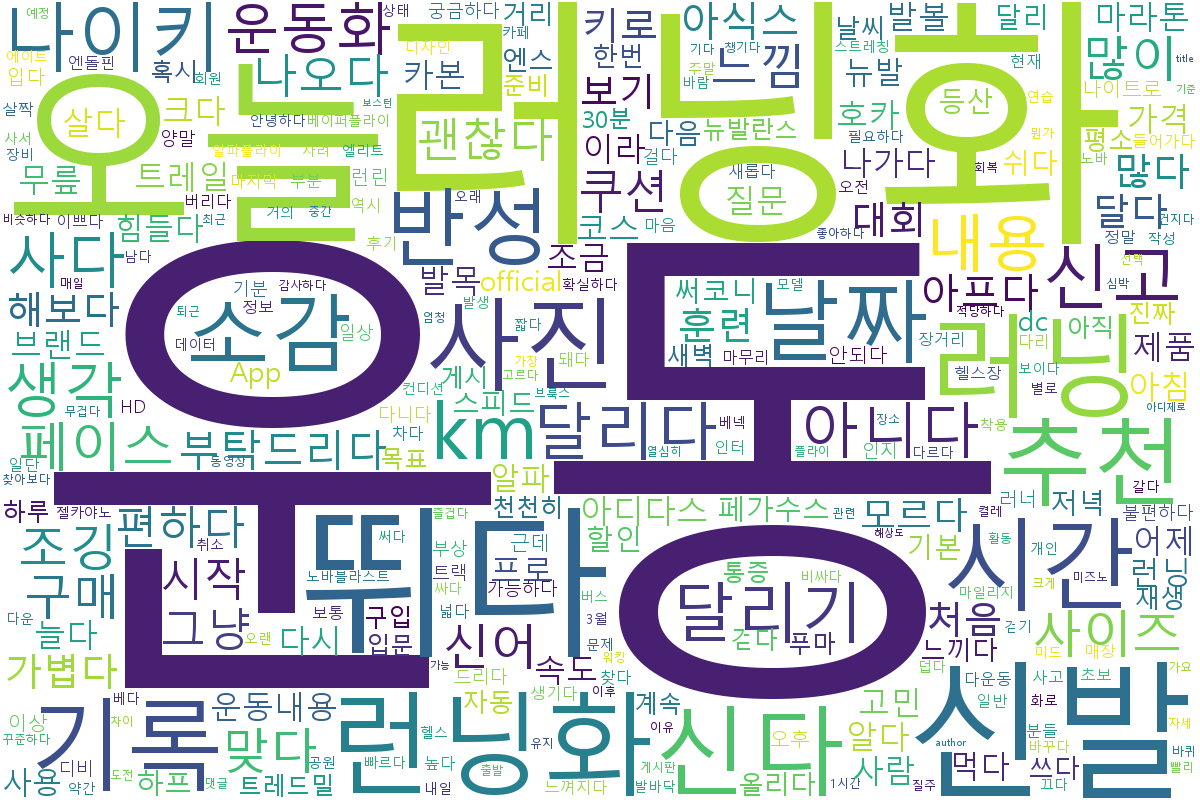 나이키
운동화
오늘
러닝화
운동
나오다
괜찮다
반성
쿠션
소감
사진
날짜
신고
내용
추천
러닝
아니다
달리다
km
뛰다
달리기
시간
신발
신다
런닝화
기록
예정
상태
궁금하다
거리
키로
아식스
날씨
발볼
달리
마라톤
에이트
엔돌핀
혹시
회원
카페
디자인
엔스
한번
느낌
기다
챙기다
스트레칭
뉴발
현재
많이
title
입다
카본
준비
보기
주말
바람
호카
등산
나이트로
연습
가격
기준
살짝
살다
크다
보스턴
30분
다음
뉴발란스
필요하다
뭔가
평소
들어가다
사서
장비
양말
안녕하다
베이퍼플라이
이라
걷다
나가다
쉬다
노바
무릎
트레일
알파플라이
사려
엘리트
마지막
부분
런린
새롭다
오전
회복
많다
버리다
역시
오래
질문
비슷하다
이쁘다
최근
거의
중간
코스
마음
좋아하다
대회
달다
건지다
힘들다
후기
정말
작성
사다
남다
조금
official
선택
매일
기분
감사하다
발목
확실하다
써코니
모델
아프다
심박
해보다
정보
퇴근
발생
적당하다
진짜
브랜드
일상
엄청
짧다
훈련
dc
아직
데이터
돼다
새벽
마무리
안되다
장거리
다리
제품
생각
App
게시
가장
고르다
헬스장
보이다
별로
아침
무겁다
HD
컨디션
스피드
브룩스
아디제로
페이스
부탁드리다
다니다
차다
목표
베넥
인터
열심히
장소
플라이
다르다
착용
인지
일단
동영상
찾아보다
알파
갈다
하루
젤카야노
편하다
즐겁다
천천히
아디다스
페가수스
관련
모르다
러너
저녁
불편하다
조깅
취소
써다
부상
근데
할인
해상도
기본
켤레
활동
개인
어제
구매
시작
노바블라스트
트랙
프로
가능하다
통증
비싸다
크게
미즈노
런닝
다운
보통
구입
싸다
넓다
버스
3월
마일리지
재생
늘다
그냥
오랜
다시
입문
신어
문제
걷다
푸마
처음
걷기
사이즈
가볍다
가능
드리다
속도
워킹
찾다
느끼다
덥다
미드
매장
가요
베다
자동
생기다
이후
다운동
사고
초보
이상
차이
운동내용
계속
고민
일반
화로
자세
꾸준하다
맞다
공원
헬스
유지
이유
오후
알다
분들
바꾸다
바퀴
디비
빠르다
높다
author
사용
약간
하프
도전
댓글
트레드밀
출발
내일
느껴지다
게시판
발바닥
올리다
1시간
사람
질주
먹다
쓰다
끄다
빨리